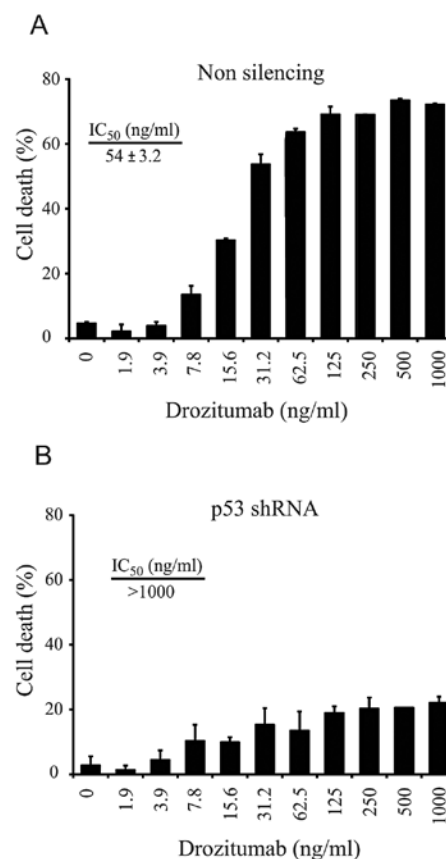 A
Non silencing
80
60
40
20
0
Cell death (%)
IC₅₀ (ng/ml)
54 ± 3.2
0 1.9 3.9 7.8 15.6 31.2 62.5 125 250 500 1000
Drozitumab (ng/ml)
B
p53 shRNA
80
60
40
20
0
Cell death (%)
IC₅₀ (ng/ml)
>1000
0 1.9 3.9 7.8 15.6 31.2 62.5 125 250 500 1000
Drozitumab (ng/ml)